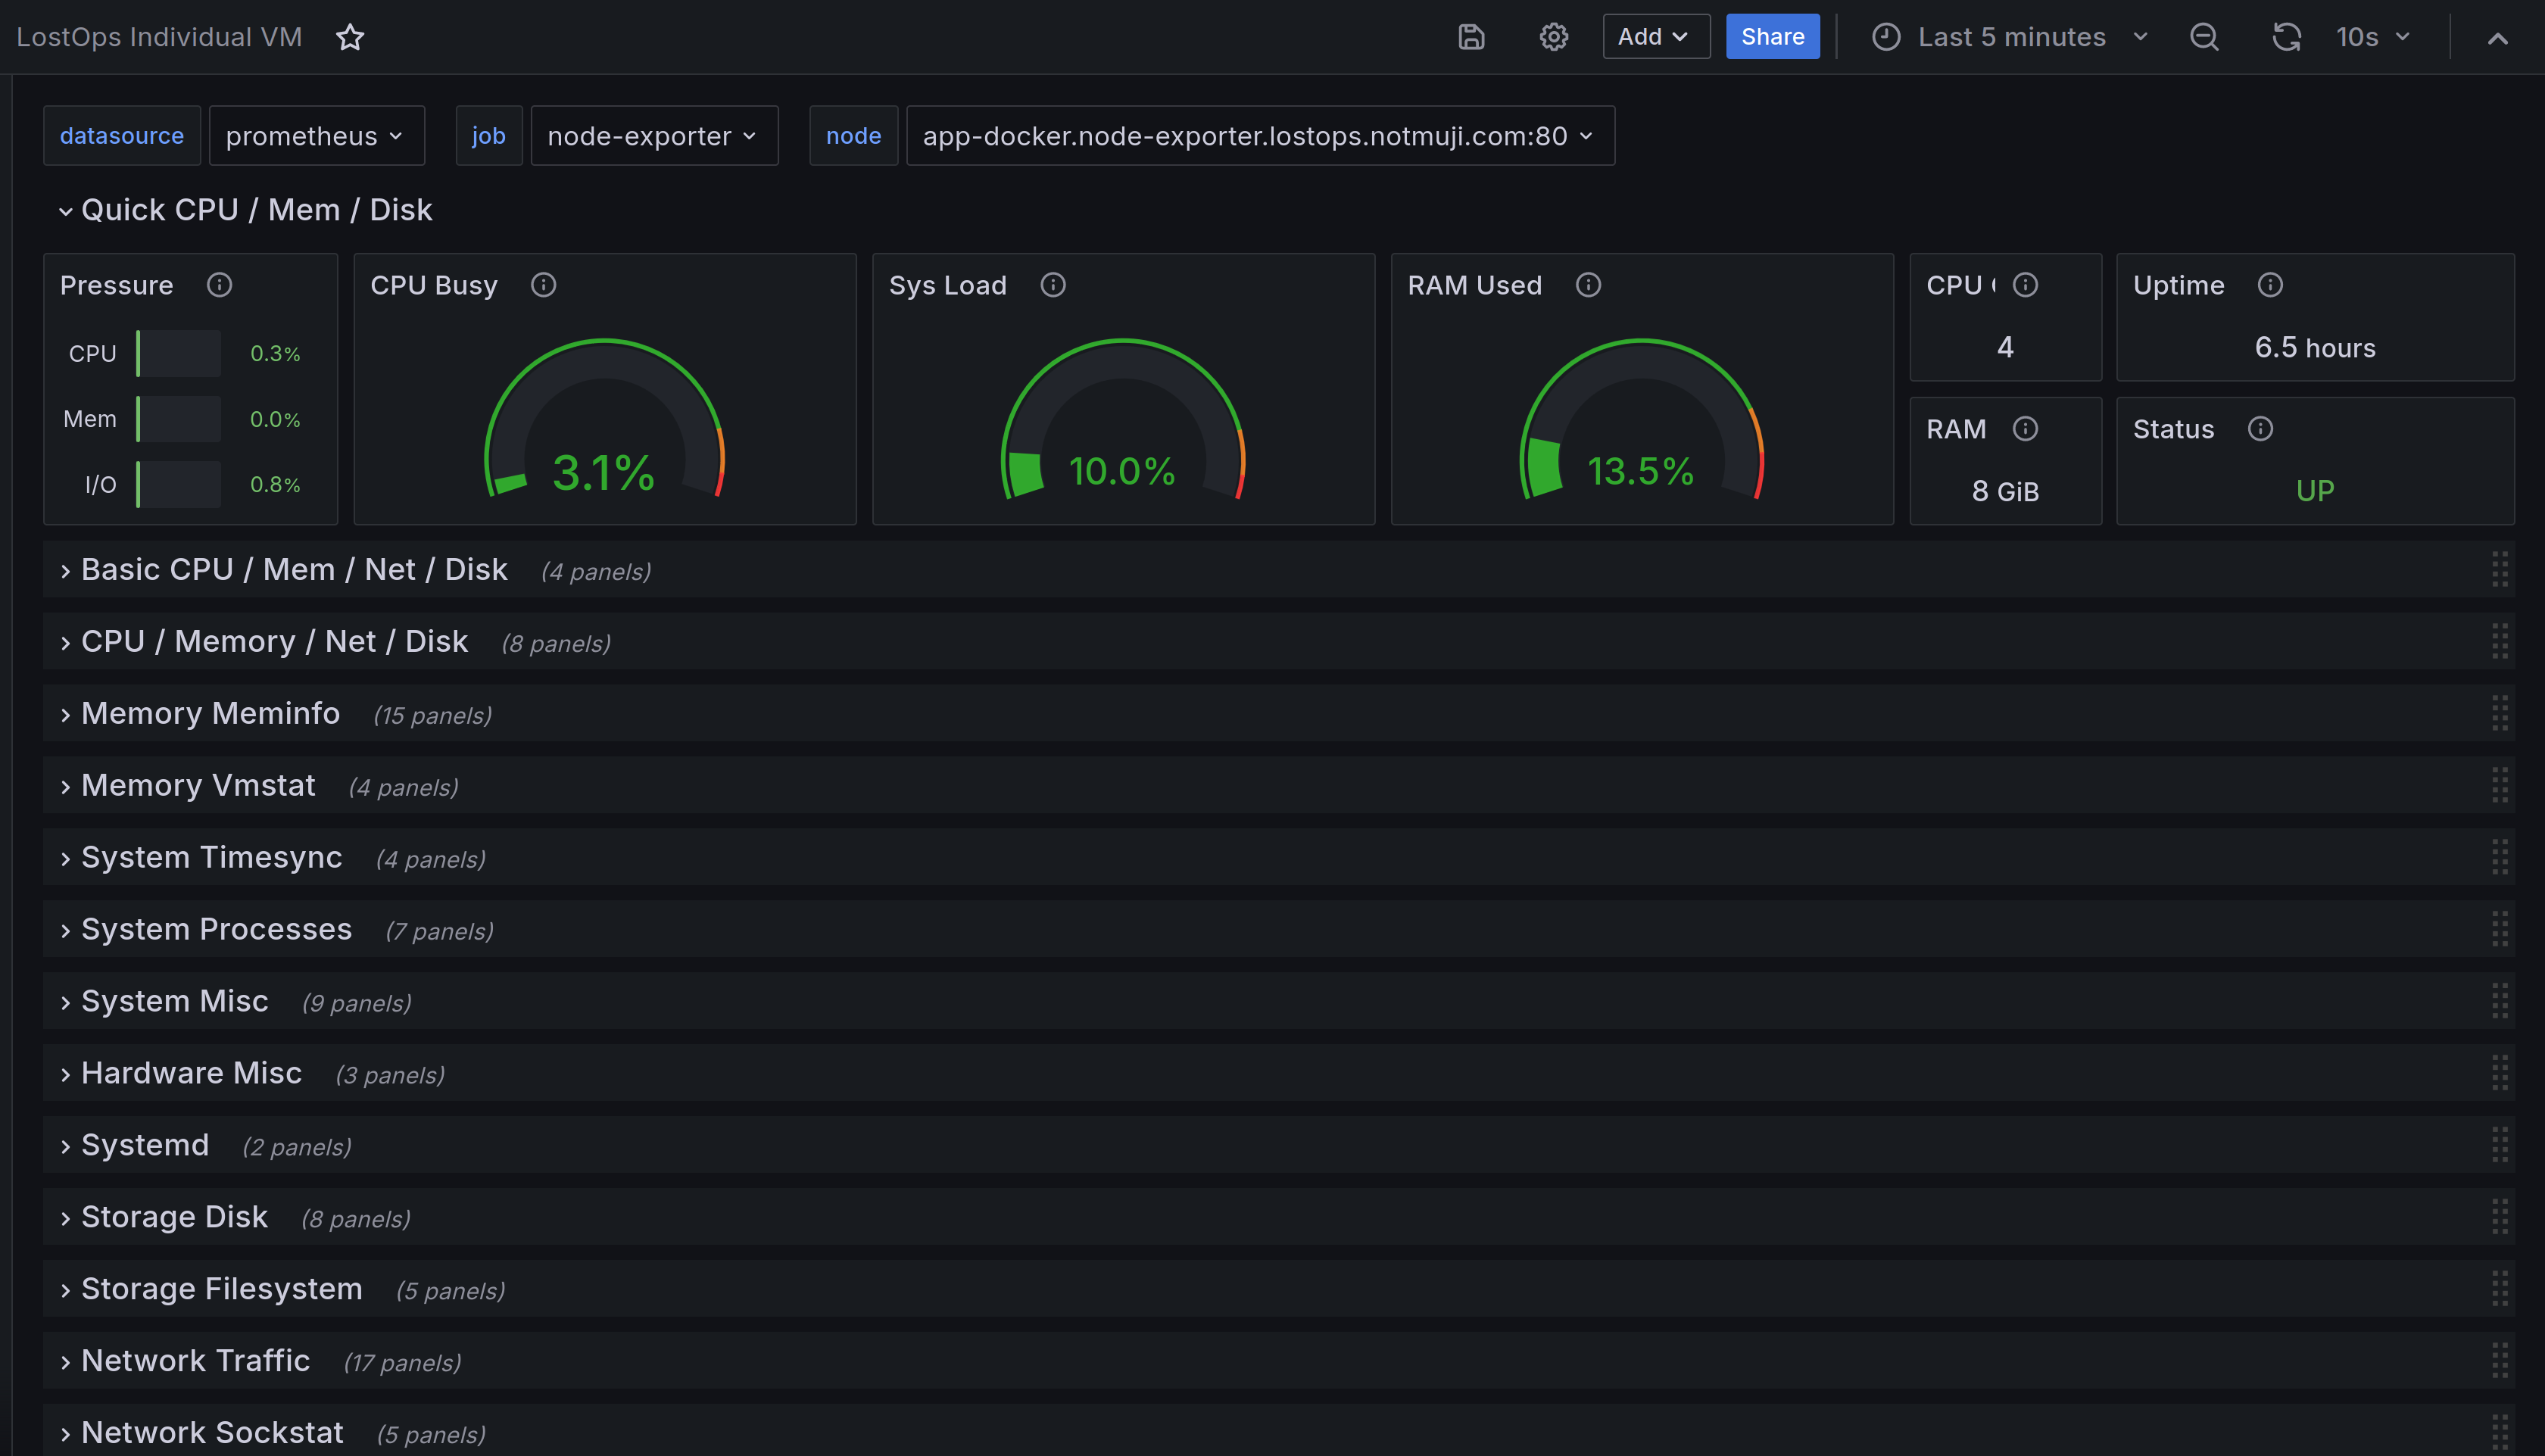 LostOps Individual VM
Add
Share
Last 5 minutes
10s
datasource prometheus job node-exporter node app-docker.node-exporter.lostops.notmuji.com:80
Quick CPU / Mem / Disk
Pressure
CPU 0.3%
Mem 0.0%
I/O 0.8%
CPU Busy
3.1%
Sys Load
10.0%
RAM Used
13.5%
CPU
4
Uptime
6.5 hours
RAM
8 GiB
Status
UP
Basic CPU / Mem / Net / Disk (4 panels)
CPU / Memory / Net / Disk (8 panels)
Memory Meminfo (15 panels)
Memory Vmstat (4 panels)
System Timesync (4 panels)
System Processes (7 panels)
System Misc (9 panels)
Hardware Misc (3 panels)
Systemd (2 panels)
Storage Disk (8 panels)
Storage Filesystem (5 panels)
Network Traffic (17 panels)
Network Sockstat (5 panels)